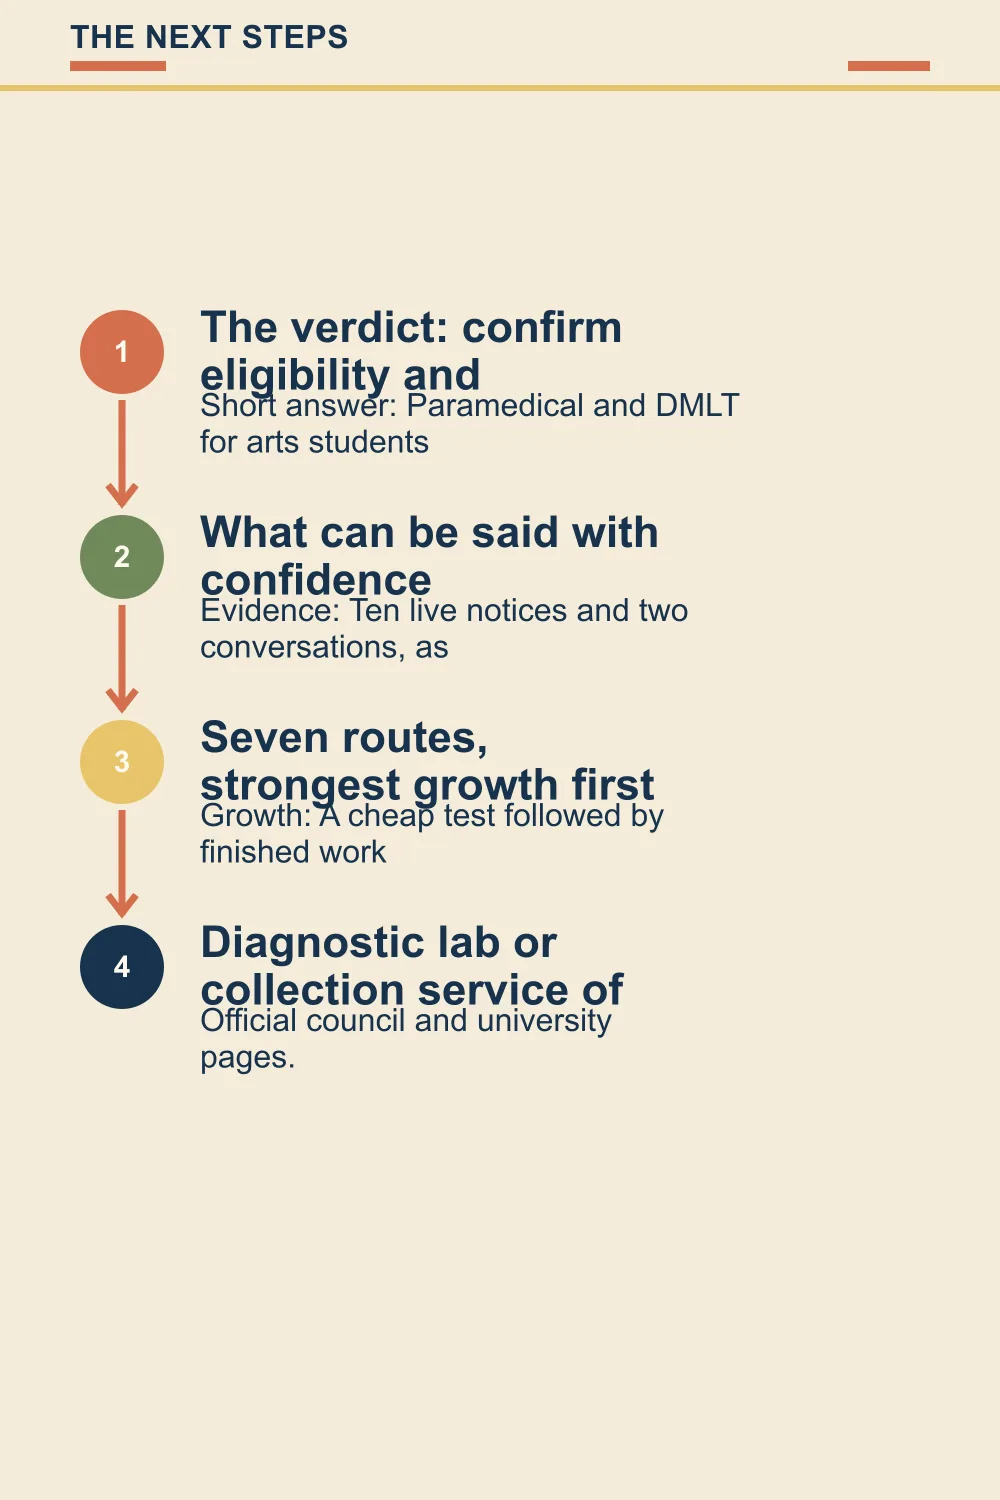 THE NEXT STEPS
1
The verdict: confirm
eligibility and
Short answer: Paramedical and DMLT
for arts students
2
What can be said with
confidence
Evidence: Ten live notices and two
conversations, as
3
Seven routes,
strongest growth first
Growth: A cheap test followed by
finished work
4
Diagnostic lab or
collection service of
Official council and university
pages.